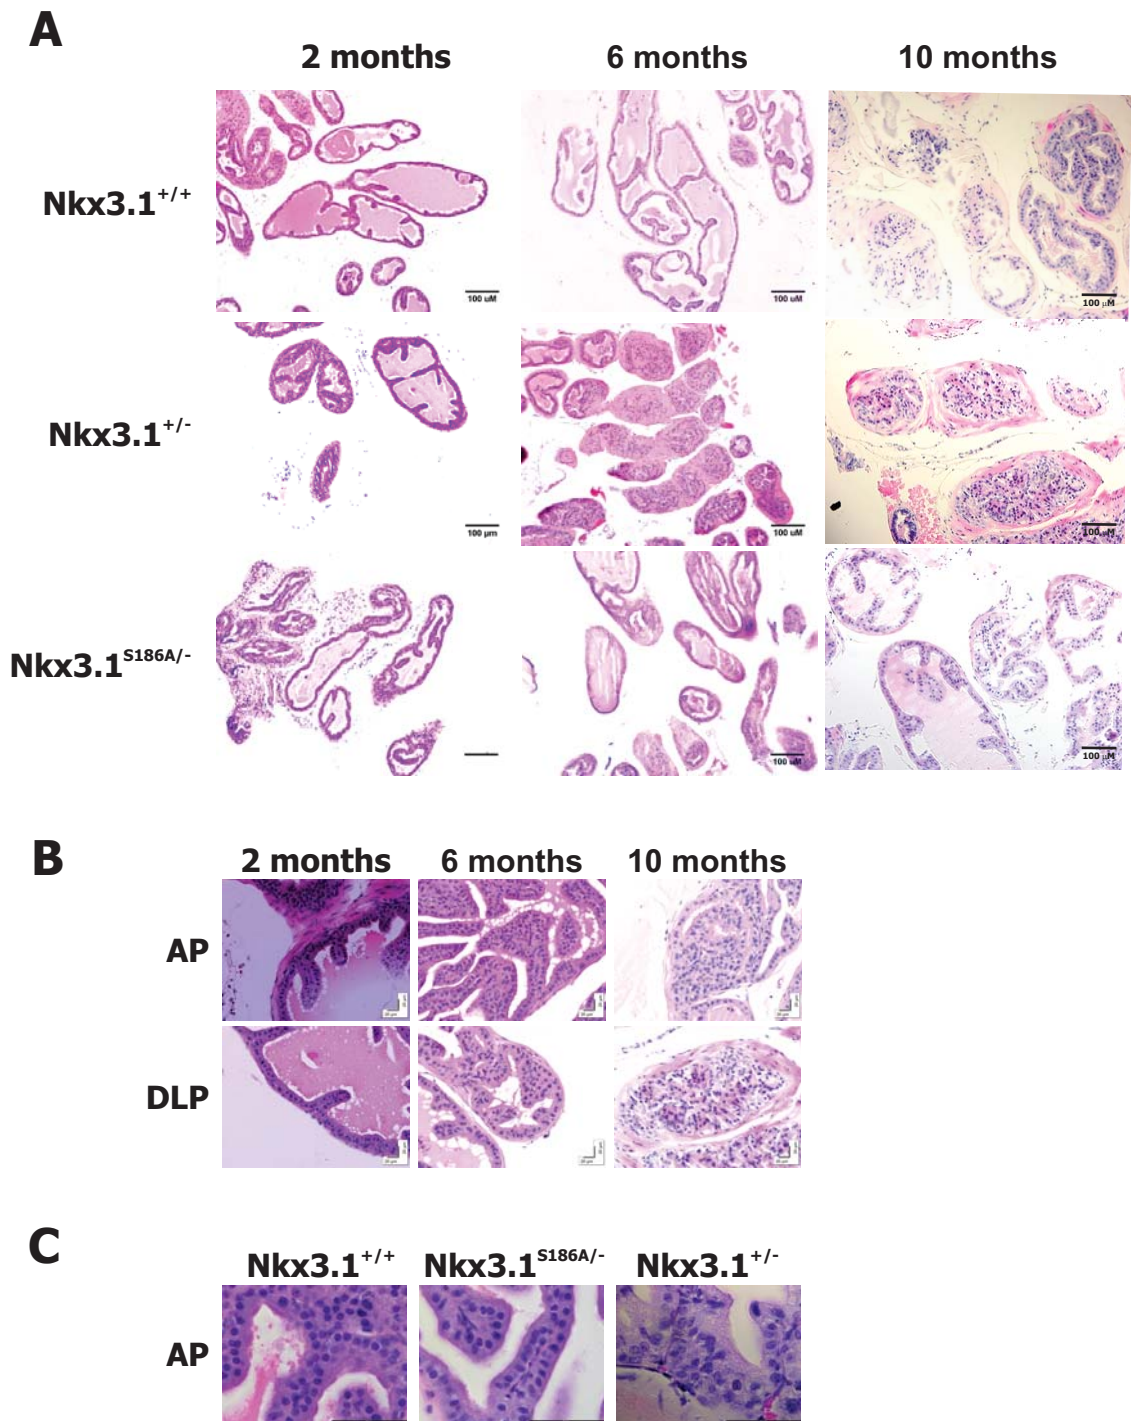 A
2 months 6 months 10 months
Nkx3.1+/+
100 uM
100 uM
100 µM
Nkx3.1+/-
100 µm
100 uM
100 µM
Nkx3.1S186A/-
100 uM
100 µM
B
2 months 6 months 10 months
AP
DLP
C
Nkx3.1+/+ Nkx3.1S186A/- Nkx3.1+/-
AP